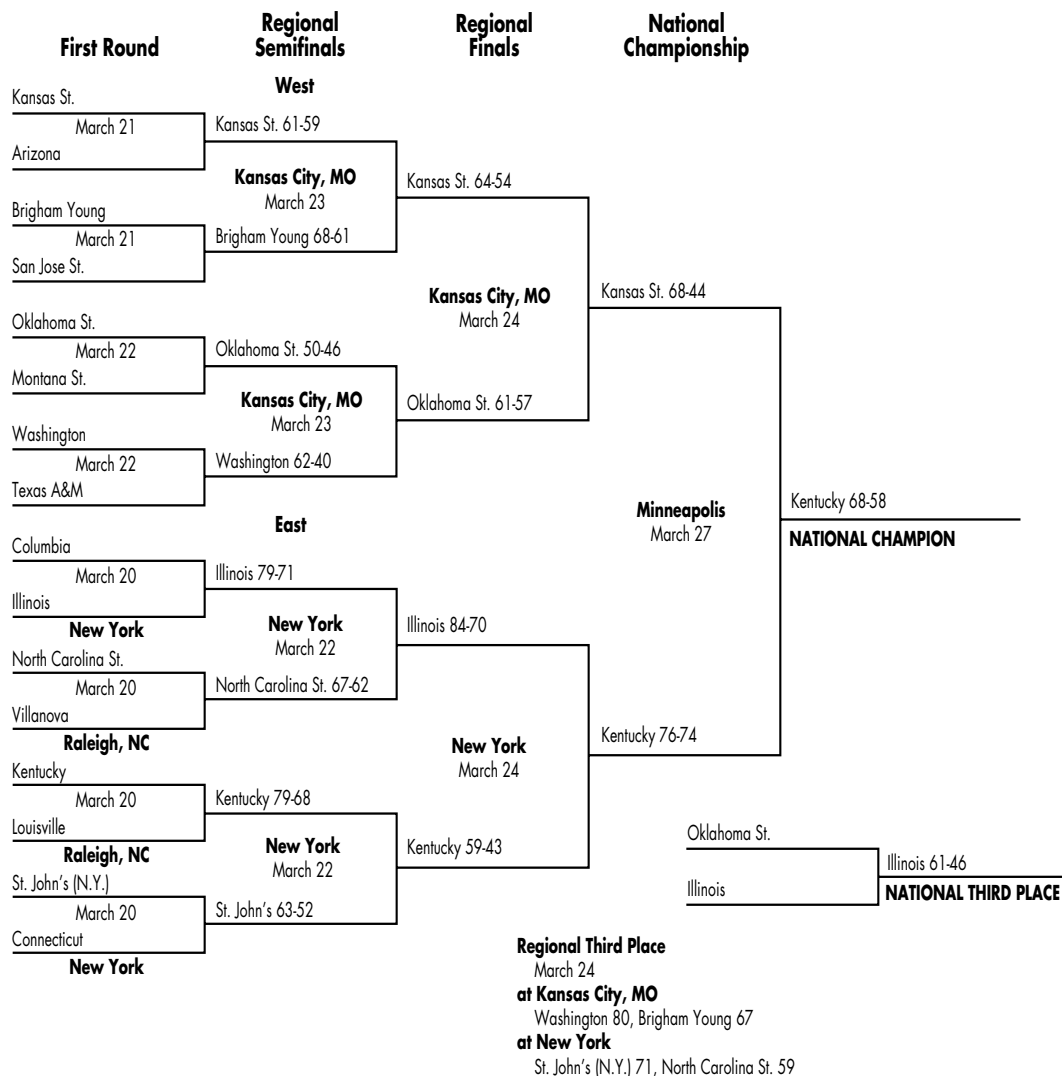 First Round
Regional
Semifinals
Regional
Finals
National
Championship
West
Kansas St.
March 21
Arizona
Brigham Young
March 21
San Jose St.
Oklahoma St.
March 22
Montana St.
Washington
March 22
Texas A&M
Kansas St. 61-59
Kansas City, MO
March 23
Brigham Young 68-61
Oklahoma St. 50-46
Kansas City, MO
March 23
Washington 62-40
Kansas St. 64-54
Kansas City, MO
March 24
Oklahoma St. 61-57
Kansas St. 68-44
East
Columbia
March 20
Illinois
New York
North Carolina St.
March 20
Villanova
Raleigh, NC
Kentucky
March 20
Louisville
Raleigh, NC
St. John's (N.Y.)
March 20
Connecticut
New York
Illinois 79-71
New York
March 22
North Carolina St. 67-62
Kentucky 79-68
New York
March 22
St. John's 63-52
Illinois 84-70
New York
March 24
Kentucky 59-43
Kentucky 76-74
Minneapolis
March 27
Kentucky 68-58
NATIONAL CHAMPION
Oklahoma St.
Illinois
Illinois 61-46
NATIONAL THIRD PLACE
Regional Third Place
March 24
at Kansas City, MO
Washington 80, Brigham Young 67
at New York
St. John's (N.Y.) 71, North Carolina St. 59